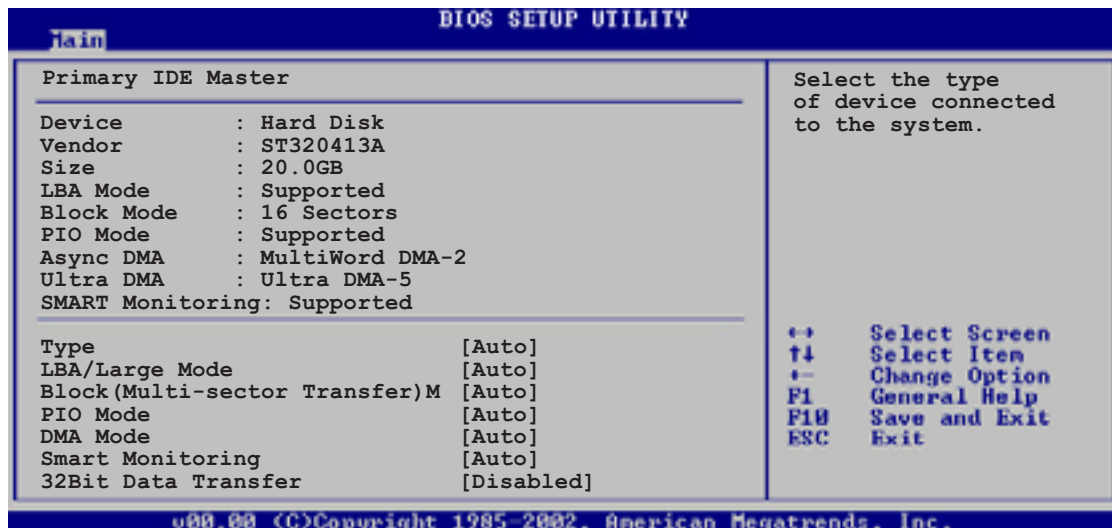 BIOS SETUP UTILITY
Main
Primary IDE Master
Device : Hard Disk
Vendor : ST320413A
Size : 20.0GB
LBA Mode : Supported
Block Mode : 16 Sectors
PIO Mode : Supported
Async DMA : MultiWord DMA-2
Ultra DMA : Ultra DMA-5
SMART Monitoring: Supported
Type [Auto]
LBA/Large Mode [Auto]
Block(Multi-sector Transfer)M [Auto]
PIO Mode [Auto]
DMA Mode [Auto]
Smart Monitoring [Auto]
32Bit Data Transfer [Disabled]
Select the type
of device connected
to the system.
↔ Select Screen
↑↓ Select Item
+- Change Option
F1 General Help
F10 Save and Exit
ESC Exit
v00.00 (C)Copyright 1985-2002, American Megatrends, Inc.